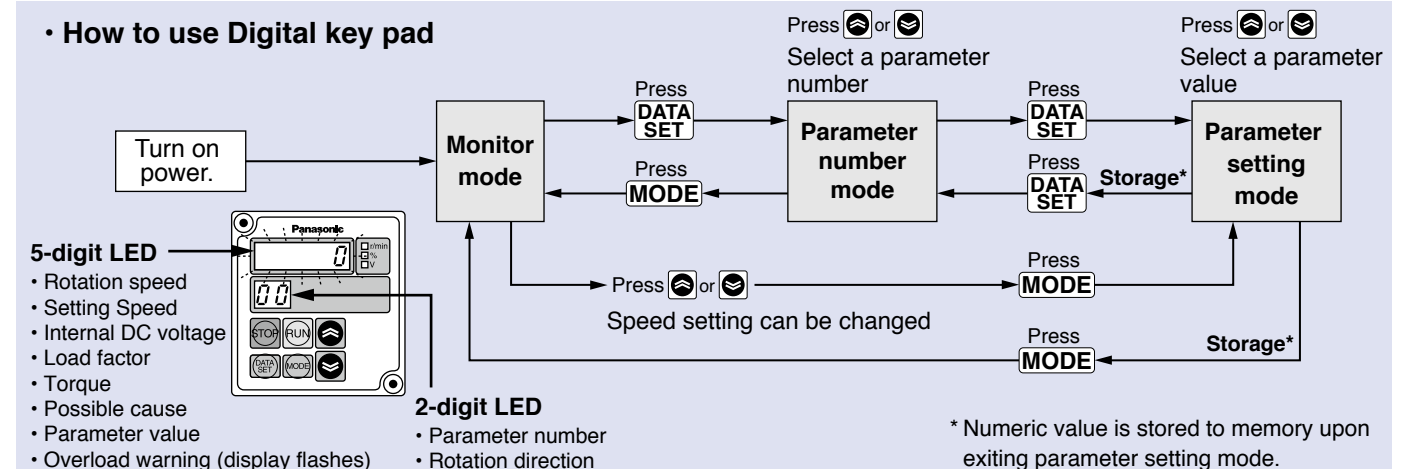 ・How to use Digital key pad
Press or
Select a parameter
number
Press or
Select a parameter
value
Turn on
power.
Monitor
mode
Press
DATA
SET
Press
MODE
Parameter
number
mode
Press
DATA
SET
Press
DATA
SET
Storage*
Parameter
setting
mode
Press or
Speed setting can be changed
Press
MODE
Press
MODE
Storage*
5-digit LED
・Rotation speed
・Setting Speed
・Internal DC voltage
・Load factor
・Torque
・Possible cause
・Parameter value
・Overload warning (display flashes)
Panasonic
0
r/min
%
V
00
STOP RUN
DATA
SET
MODE
2-digit LED
・Parameter number
・Rotation direction
* Numeric value is stored to memory upon
exiting parameter setting mode.